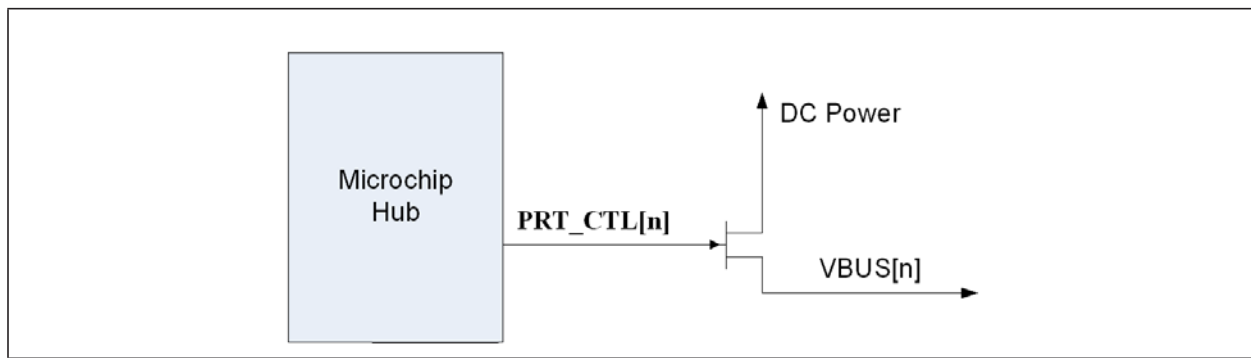 DC Power
Microchip
Hub
PRT_CTL[n]
VBUS[n]